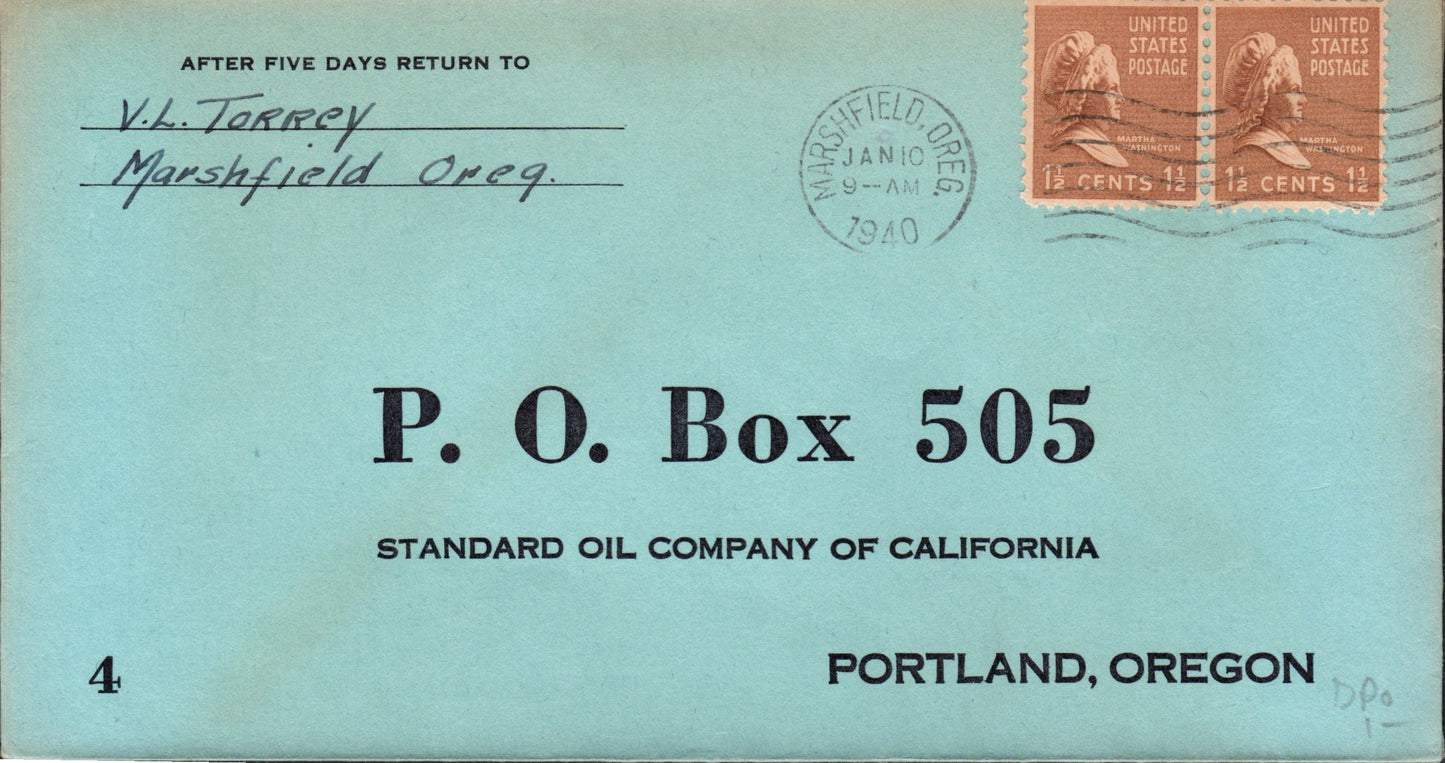 AFTER FIVE DAYS RETURN TO
V.L. Torrey
Marshfield Oreg.
MARSHFIELD, OREG.
JAN 10
9-AM
1940
UNITED STATES POSTAGE
MARTHA WASHINGTON
1½ CENTS 1½
UNITED STATES POSTAGE
MARTHA WASHINGTON
1½ CENTS 1½
P. O. Box 505
STANDARD OIL COMPANY OF CALIFORNIA
4
PORTLAND, OREGON
DPO
1-